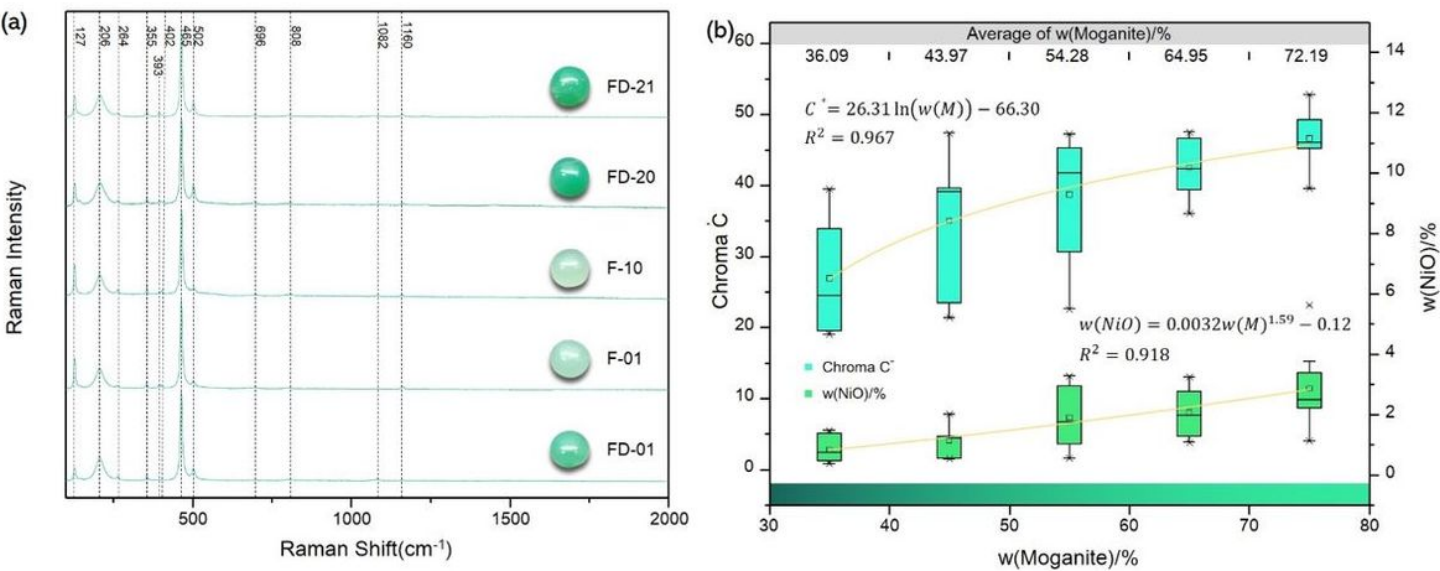 (a)
127
206
264
355
393
402
465
502
696
808
1082
1160
FD-21
FD-20
F-10
F-01
FD-01
Raman Intensity
500
1000
1500
2000
Raman Shift(cm⁻¹)
(b)
Average of w(Moganite)/%
36.09
43.97
54.28
64.95
72.19
60
50
40
30
20
10
0
Chroma C*
14
12
10
8
6
4
2
0
w(NiO)/%
C* = 26.31 ln(w(M)) − 66.30
R² = 0.967
w(NiO) = 0.0032w(M)¹·⁵⁹ − 0.12
R² = 0.918
Chroma C*
w(NiO)/%
30
40
50
60
70
80
w(Moganite)/%